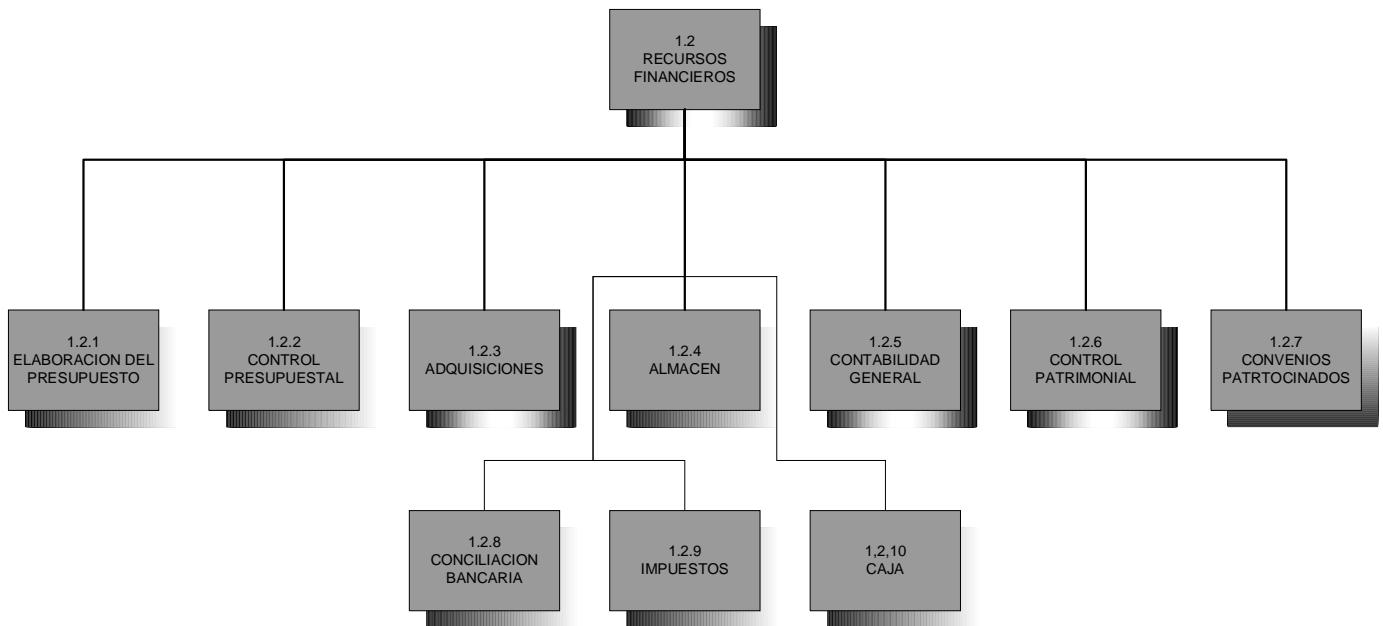 1.2
RECURSOS
FINANCIEROS
1.2.1
ELABORACION DEL
PRESUPUESTO
1.2.2
CONTROL
PRESUPUESTAL
1.2.3
ADQUISICIONES
1.2.4
ALMACEN
1.2.5
CONTABILIDAD
GENERAL
1.2.6
CONTROL
PATRIMONIAL
1.2.7
CONVENIOS
PATRTOCINADOS
1.2.8
CONCILIACION
BANCARIA
1.2.9
IMPUESTOS
1,2,10
CAJA